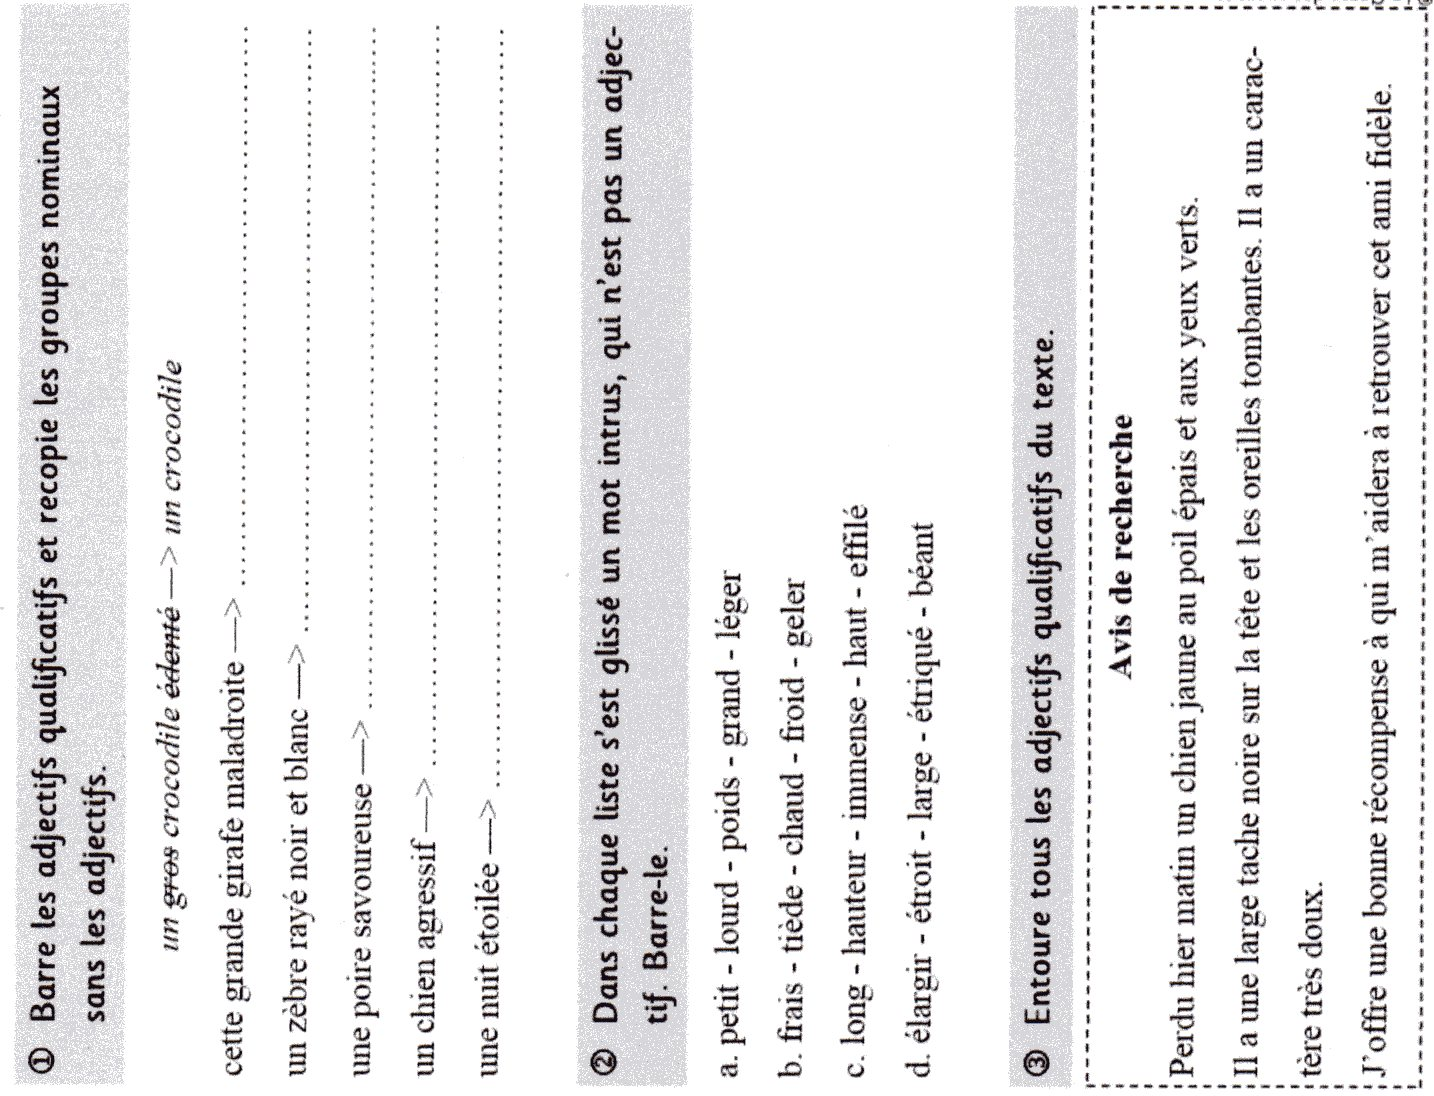 ① Barre les adjectifs qualificatifs et recopie les groupes nominaux
sans les adjectifs.
un gros crocodile édenté —> un crocodile
cette grande girafe maladroite —> ........................................
un zèbre rayé noir et blanc —> ........................................
une poire savoureuse —> ........................................
un chien agressif —> ........................................
une nuit étoilée —> ........................................
② Dans chaque liste s'est glissé un mot intrus, qui n'est pas un adjec-
tif. Barre-le.
a. petit - lourd - poids - grand - léger
b. frais - tiède - chaud - froid - geler
c. long - hauteur - immense - haut - effilé
d. élargir - étroit - large - étriqué - béant
③ Entoure tous les adjectifs qualificatifs du texte.
Avis de recherche
Perdu hier matin un chien jaune au poil épais et aux yeux verts.
Il a une large tache noire sur la tête et les oreilles tombantes. Il a un carac-
tère très doux.
J'offre une bonne récompense à qui m'aidera à retrouver cet ami fidèle.